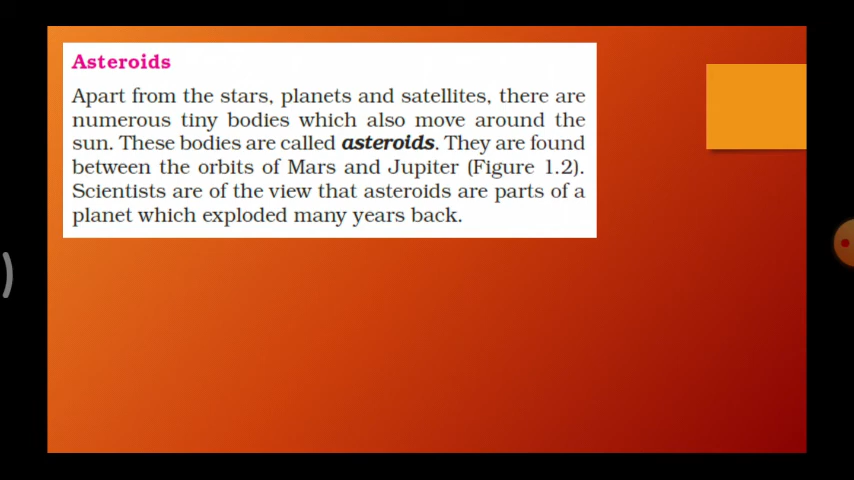 Asteroids
Apart from the stars, planets and satellites, there are
numerous tiny bodies which also move around the
sun. These bodies are called asteroids. They are found
between the orbits of Mars and Jupiter (Figure 1.2).
Scientists are of the view that asteroids are parts of a
planet which exploded many years back.